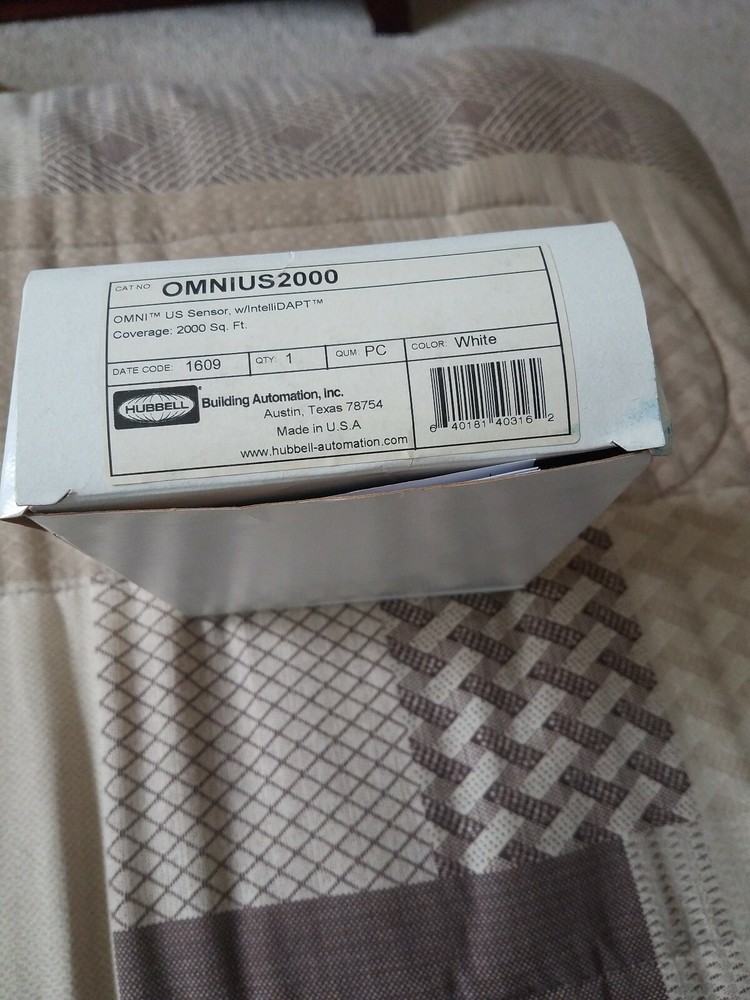 CAT NO. OMNIUS2000
OMNI™ US Sensor, w/IntelliDAPT™
Coverage: 2000 Sq. Ft.
DATE CODE: 1609 QTY: 1 QUM: PC COLOR: White
HUBBELL® Building Automation, Inc.
Austin, Texas 78754
Made in U.S.A
www.hubbell-automation.com
6 40181 40316 2